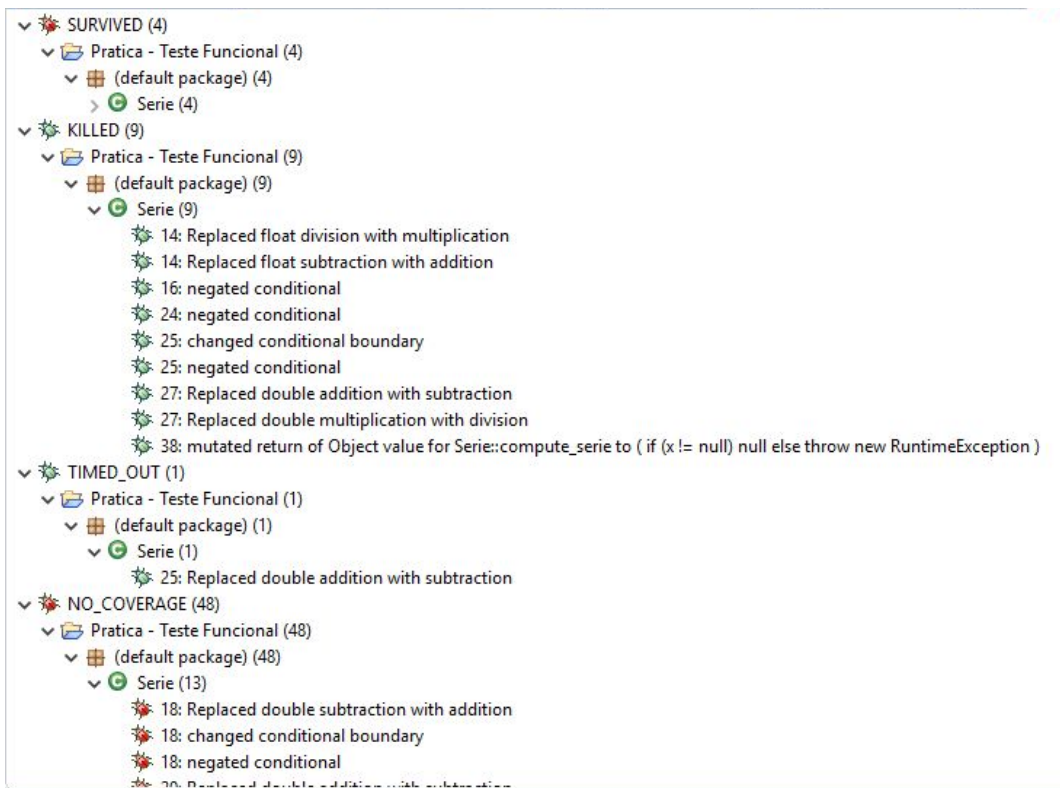 SURVIVED (4)
Pratica - Teste Funcional (4)
(default package) (4)
Serie (4)
KILLED (9)
Pratica - Teste Funcional (9)
(default package) (9)
Serie (9)
14: Replaced float division with multiplication
14: Replaced float subtraction with addition
16: negated conditional
24: negated conditional
25: changed conditional boundary
25: negated conditional
27: Replaced double addition with subtraction
27: Replaced double multiplication with division
38: mutated return of Object value for Serie::compute_serie to ( if (x != null) null else throw new RuntimeException )
TIMED_OUT (1)
Pratica - Teste Funcional (1)
(default package) (1)
Serie (1)
25: Replaced double addition with subtraction
NO_COVERAGE (48)
Pratica - Teste Funcional (48)
(default package) (48)
Serie (13)
18: Replaced double subtraction with addition
18: changed conditional boundary
18: negated conditional
Replaced double addition with subtraction